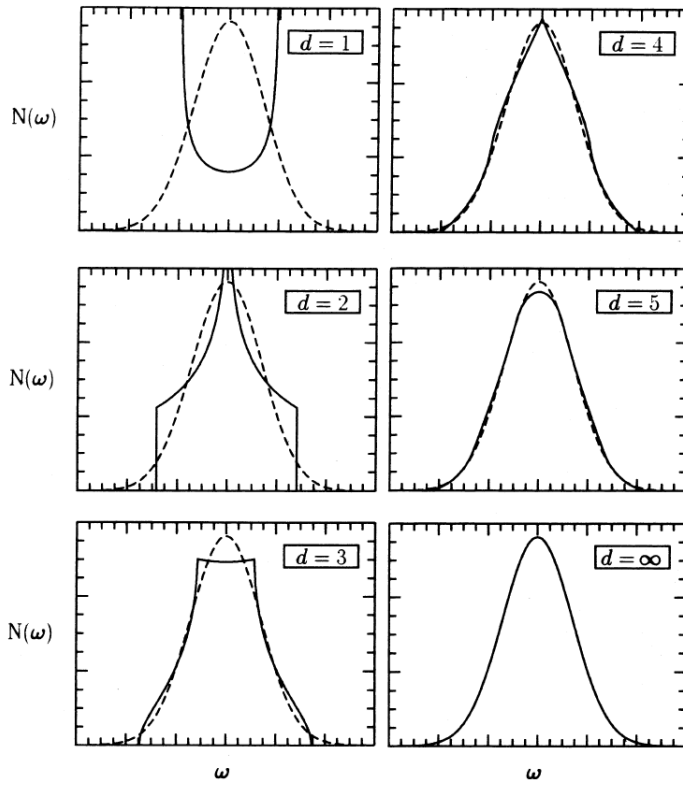 d = 1
d = 4
N(ω)
d = 2
d = 5
N(ω)
d = 3
d = ∞
N(ω)
ω
ω